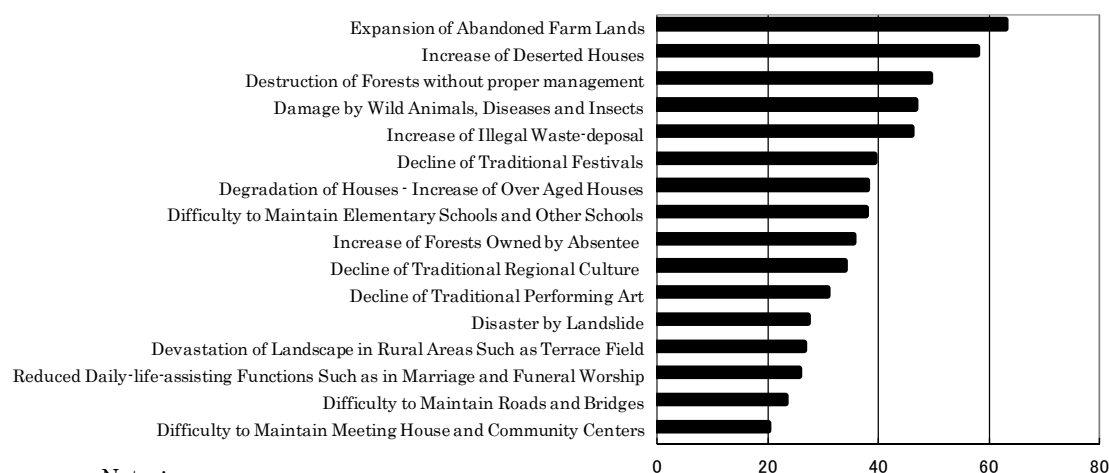 Expansion of Abandoned Farm Lands
Increase of Deserted Houses
Destruction of Forests without proper management
Damage by Wild Animals, Diseases and Insects
Increase of Illegal Waste-deposal
Decline of Traditional Festivals
Degradation of Houses - Increase of Over Aged Houses
Difficulty to Maintain Elementary Schools and Other Schools
Increase of Forests Owned by Absentee
Decline of Traditional Regional Culture
Decline of Traditional Performing Art
Disaster by Landslide
Devastation of Landscape in Rural Areas Such as Terrace Field
Reduced Daily-life-assisting Functions Such as in Marriage and Funeral Worship
Difficulty to Maintain Roads and Bridges
Difficulty to Maintain Meeting House and Community Centers
0 20 40 60 80